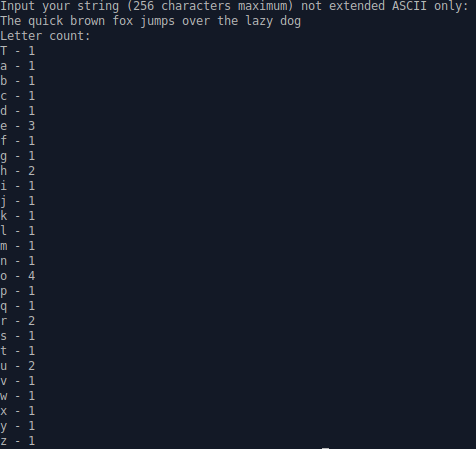 Input your string (256 characters maximum) not extended ASCII only:
The quick brown fox jumps over the lazy dog
Letter count:
T - 1
a - 1
b - 1
c - 1
d - 1
e - 3
f - 1
g - 1
h - 2
i - 1
j - 1
k - 1
l - 1
m - 1
n - 1
o - 4
p - 1
q - 1
r - 2
s - 1
t - 1
u - 2
v - 1
w - 1
x - 1
y - 1
z - 1